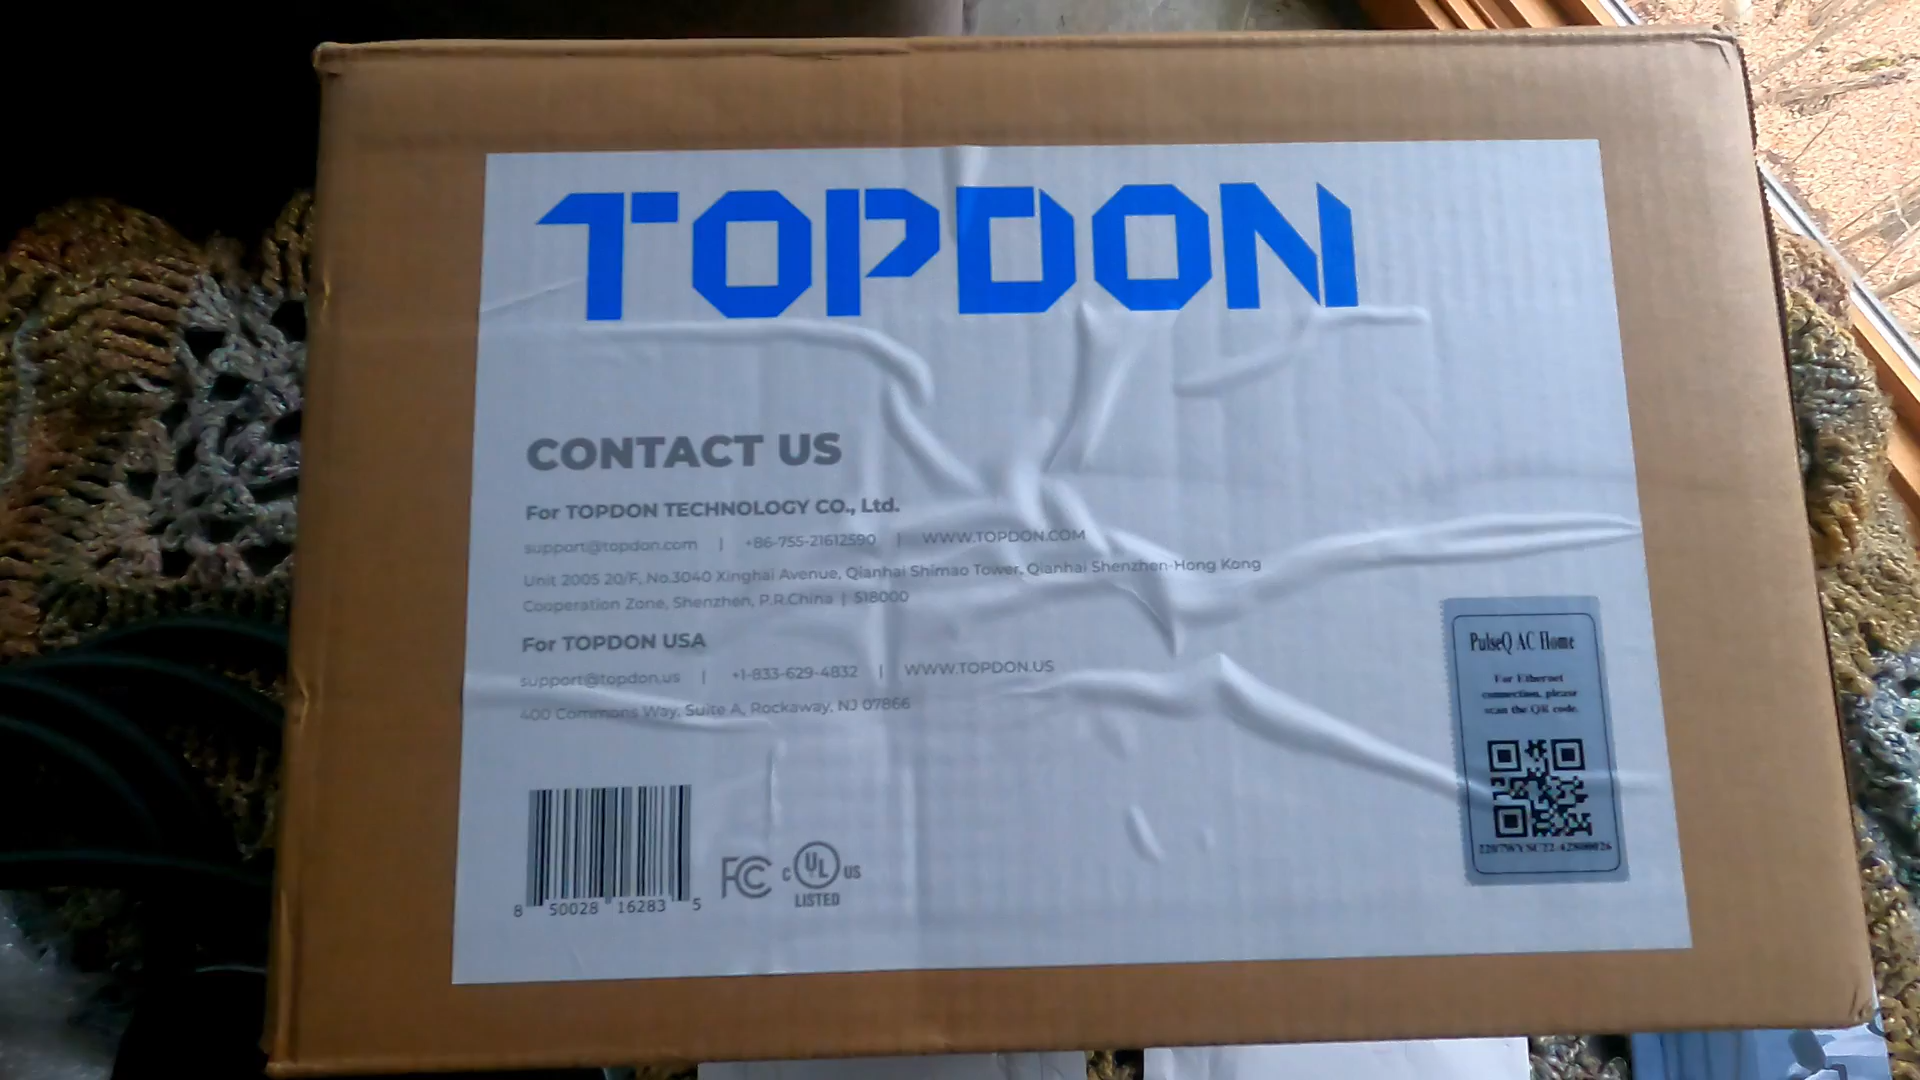 TOPDON
CONTACT US
For TOPDON TECHNOLOGY CO., Ltd.
support@topdon.com | +86-755-21612590 | WWW.TOPDON.COM
Unit 2005 20/F, No.3040 Xinghai Avenue, Qianhai Shimao Tower, Qianhai Shenzhen-Hong Kong
Cooperation Zone, Shenzhen, P.R.China | 518000
For TOPDON USA
support@topdon.us | +1-833-629-4832 | WWW.TOPDON.US
400 Commons Way, Suite A, Rockaway, NJ 07866
8 50028 16283 5
FC
C UL US
LISTED
PulseQ AC Home
For Ethernet
connection, please
scan the QR code.